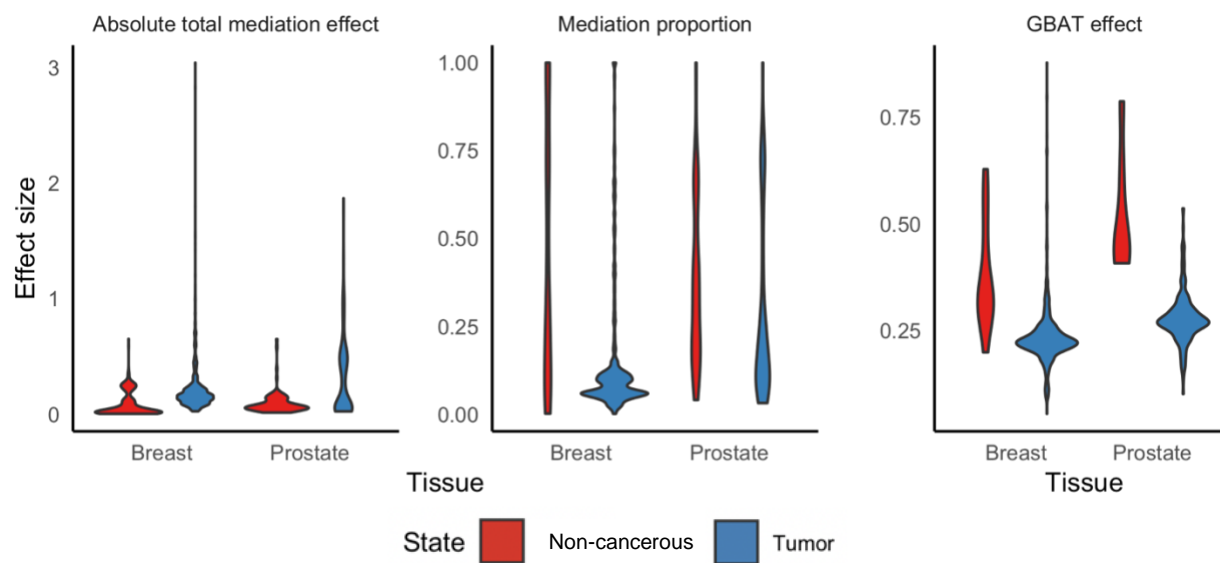 Absolute total mediation effect
Mediation proportion
GBAT effect
Effect size
3
2
1
0
1.00
0.75
0.50
0.25
0.00
0.75
0.50
0.25
Breast Prostate
Breast Prostate
Breast Prostate
Tissue
Tissue
State Non-cancerous Tumor